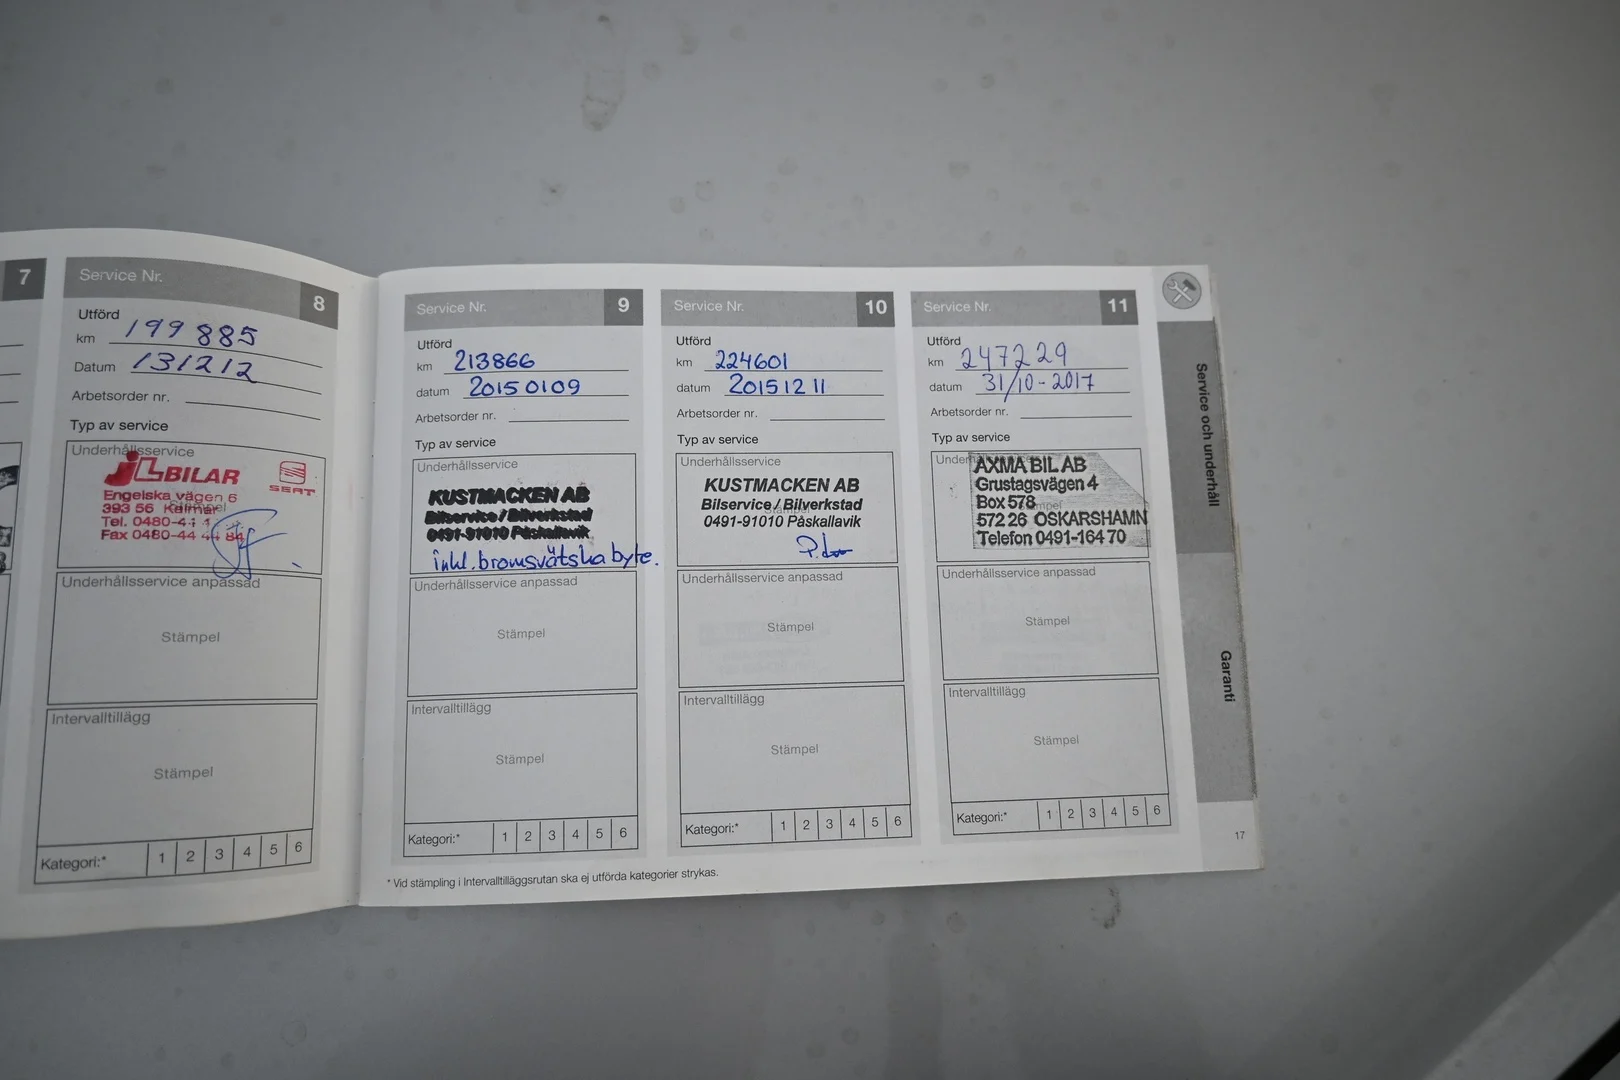 7
Service Nr. 8
Utförd
km 199 885
Datum 131212
Arbetsorder nr.
Typ av service
Underhållsservice
JLBILAR
SEAT
Engelska vägen 6
393 56 Kalmar
Tel. 0480-44
Fax 0480-44 44 84
Underhållsservice anpassad
Stämpel
Intervalltillägg
Stämpel
Kategori:* 1 2 3 4 5 6
Service Nr. 9
Utförd
km 213866
datum 20150109
Arbetsorder nr.
Typ av service
Underhållsservice
KUSTMACKEN AB
Bilservice / Bilverkstad
0491-91010 Påskallavik
inkl. bromsvätska byte.
Underhållsservice anpassad
Stämpel
Intervalltillägg
Stämpel
Kategori:* 1 2 3 4 5 6
Service Nr. 10
Utförd
km 224601
datum 20151211
Arbetsorder nr.
Typ av service
Underhållsservice
KUSTMACKEN AB
Bilservice / Bilverkstad
0491-91010 Påskallavik
Underhållsservice anpassad
Stämpel
Intervalltillägg
Stämpel
Kategori:* 1 2 3 4 5 6
Service Nr. 11
Utförd
km 247229
datum 31/10-2017
Arbetsorder nr.
Typ av service
Underhållsservice
AXMA BIL AB
Grustagsvägen 4
Box 578
572 26 OSKARSHAMN
Telefon 0491-164 70
Underhållsservice anpassad
Stämpel
Intervalltillägg
Stämpel
Kategori:* 1 2 3 4 5 6
* Vid stämpling i Intervalltilläggsrutan ska ej utförda kategorier strykas.
Service och underhåll
Garanti
17